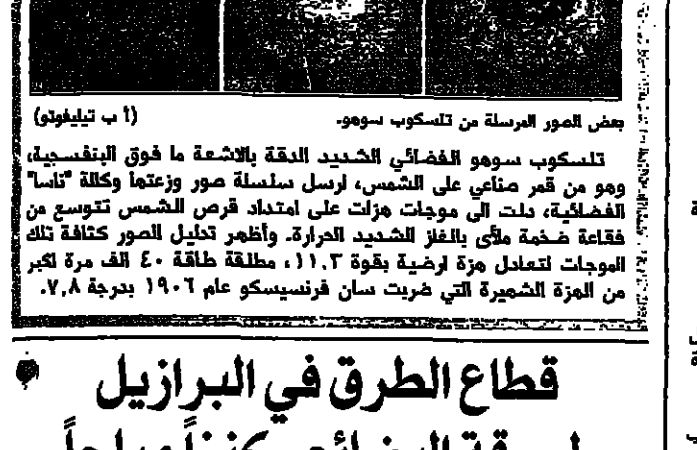 بعض الصور المرسلة من تلسكوب سوهو.
(أ ب تيليفوتو)
تلسكوب سوهو الفضائي الشديد الدقة بالاشعة ما فوق البنفسجية،
وهو من قمر صناعي على الشمس، ارسل سلسلة صور وزعتها وكالة "ناسا"
الفضائية، دلت الى موجات هزات على امتداد قرص الشمس تتوسع من
فقاعة ضخمة ملأى بالغاز الشديد الحرارة. وأظهر تحليل الصور كثافة تلك
الموجات لتعادل هزة ارضية بقوة ١١,٣، مطلقة طاقة ٤٠ الف مرة اكبر
من الهزة الشهيرة التي ضربت سان فرنسيسكو عام ١٩٠٦ بدرجة ٧,٨.
قطاع الطرق في البرازيل